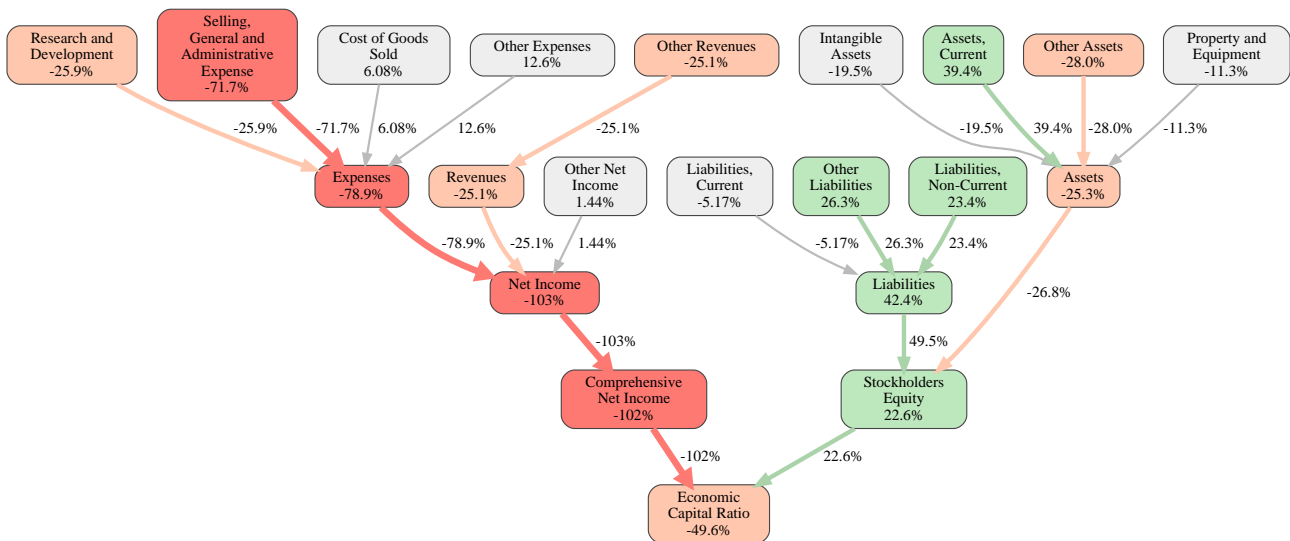 Research and
Development
-25.9%
Selling,
General and
Administrative
Expense
-71.7%
Cost of Goods
Sold
6.08%
Other Expenses
12.6%
Other Revenues
-25.1%
Intangible
Assets
-19.5%
Assets,
Current
39.4%
Other Assets
-28.0%
Property and
Equipment
-11.3%
-25.9%
-71.7%
6.08%
12.6%
-25.1%
-19.5%
39.4%
-28.0%
-11.3%
Expenses
-78.9%
Revenues
-25.1%
Other Net
Income
1.44%
Liabilities,
Current
-5.17%
Other
Liabilities
26.3%
Liabilities,
Non-Current
23.4%
Assets
-25.3%
-78.9%
-25.1%
1.44%
-5.17%
26.3%
23.4%
-26.8%
Net Income
-103%
Liabilities
42.4%
-103%
49.5%
Comprehensive
Net Income
-102%
Stockholders
Equity
22.6%
-102%
22.6%
Economic
Capital Ratio
-49.6%